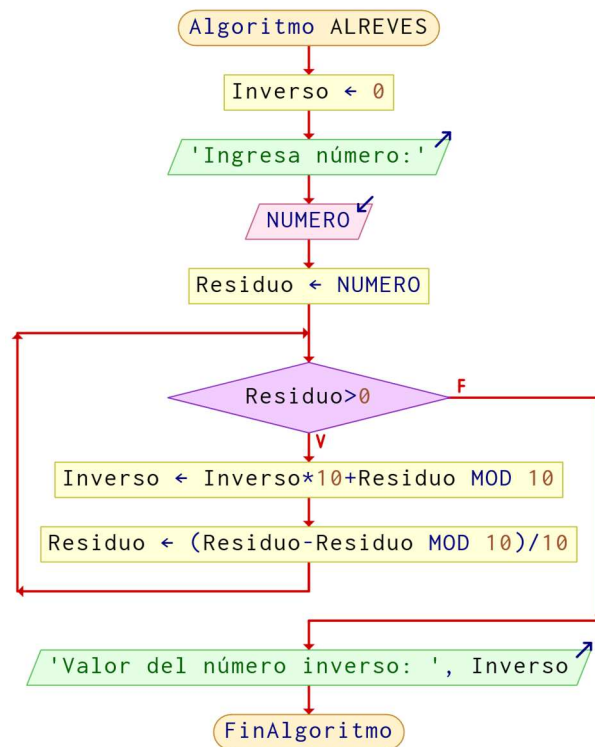 Algoritmo ALREVES
Inverso ← 0
'Ingresa número:'
NUMERO
Residuo ← NUMERO
Residuo>0
F
V
Inverso ← Inverso*10+Residuo MOD 10
Residuo ← (Residuo-Residuo MOD 10)/10
'Valor del número inverso: ', Inverso
FinAlgoritmo